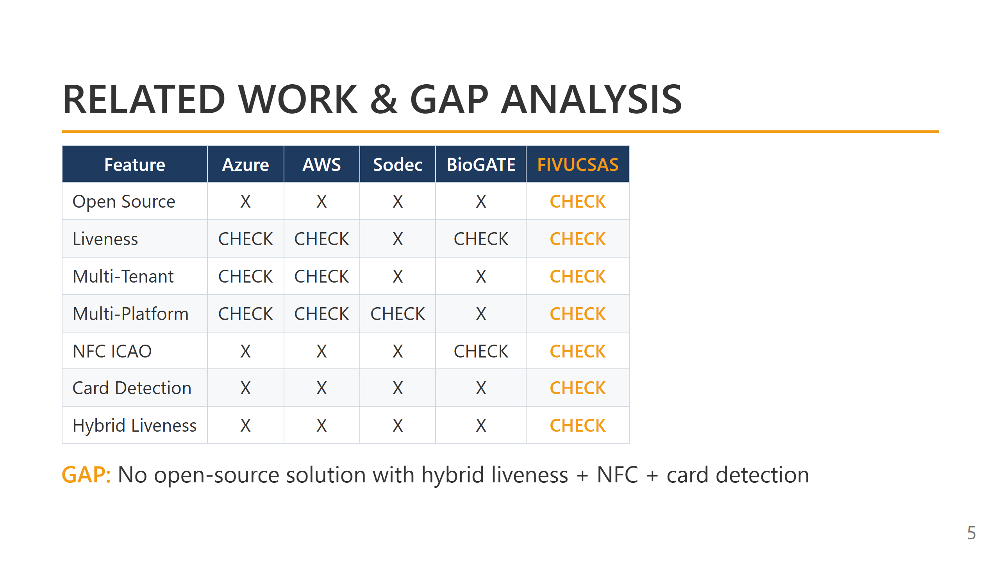 RELATED WORK & GAP ANALYSIS
Feature Azure AWS Sodec BioGATE FIVUCSAS
Open Source X X X X CHECK
Liveness CHECK CHECK X CHECK CHECK
Multi-Tenant CHECK CHECK X X CHECK
Multi-Platform CHECK CHECK CHECK X CHECK
NFC ICAO X X X CHECK CHECK
Card Detection X X X X CHECK
Hybrid Liveness X X X X CHECK
GAP: No open-source solution with hybrid liveness + NFC + card detection
5